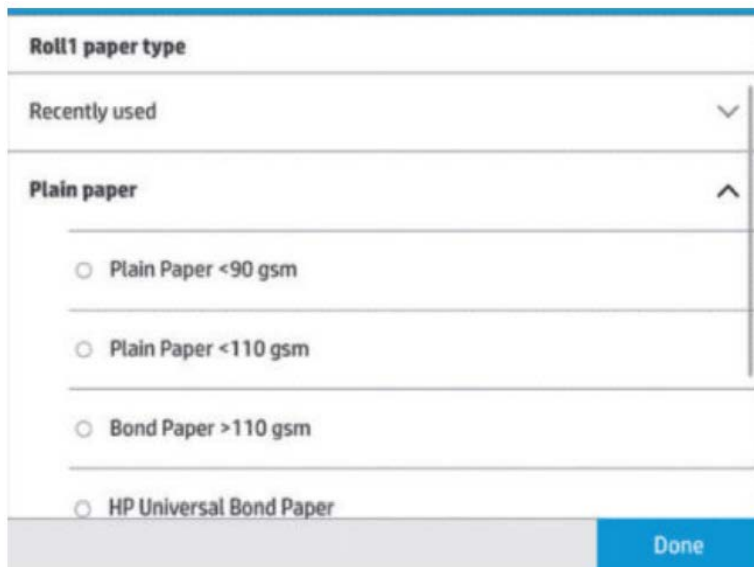 Roll1 paper type
Recently used
Plain paper
Plain Paper <90 gsm
Plain Paper <110 gsm
Bond Paper >110 gsm
HP Universal Bond Paper
Done